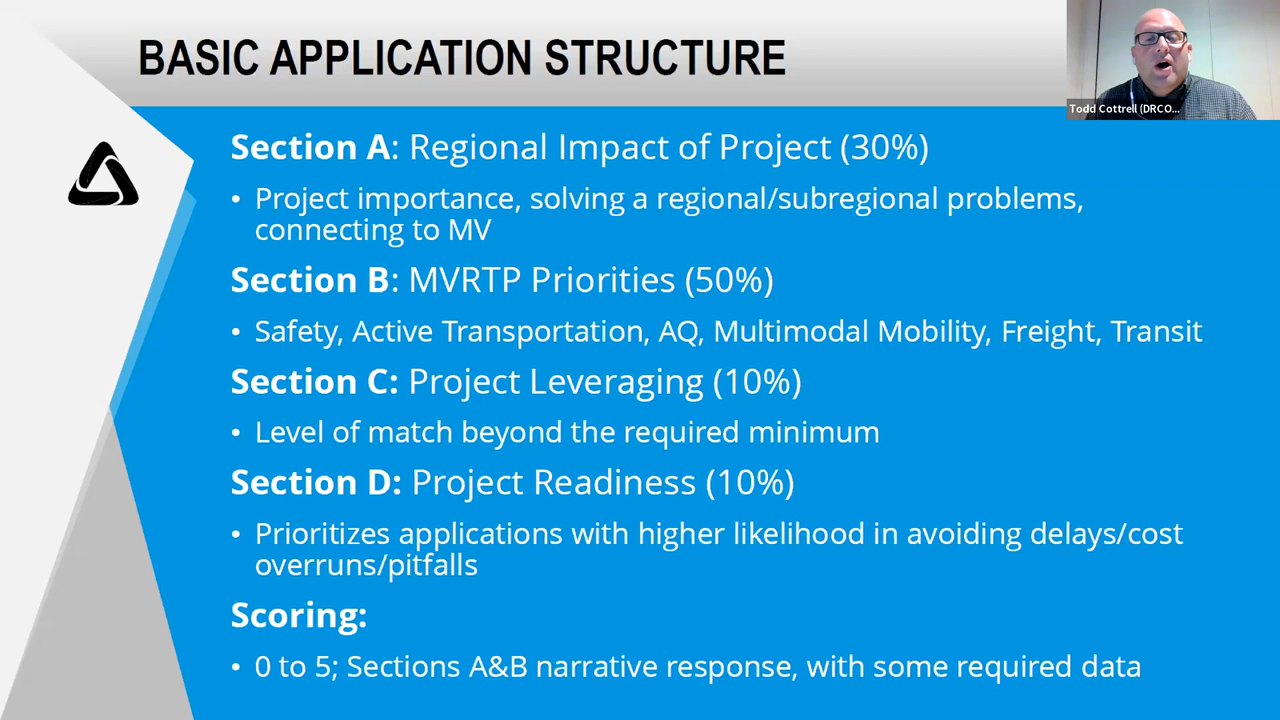 BASIC APPLICATION STRUCTURE
Todd Cottrell (DRCO...
Section A: Regional Impact of Project (30%)
• Project importance, solving a regional/subregional problems,
connecting to MV
Section B: MVRTP Priorities (50%)
• Safety, Active Transportation, AQ, Multimodal Mobility, Freight, Transit
Section C: Project Leveraging (10%)
• Level of match beyond the required minimum
Section D: Project Readiness (10%)
• Prioritizes applications with higher likelihood in avoiding delays/cost
overruns/pitfalls
Scoring:
• 0 to 5; Sections A&B narrative response, with some required data